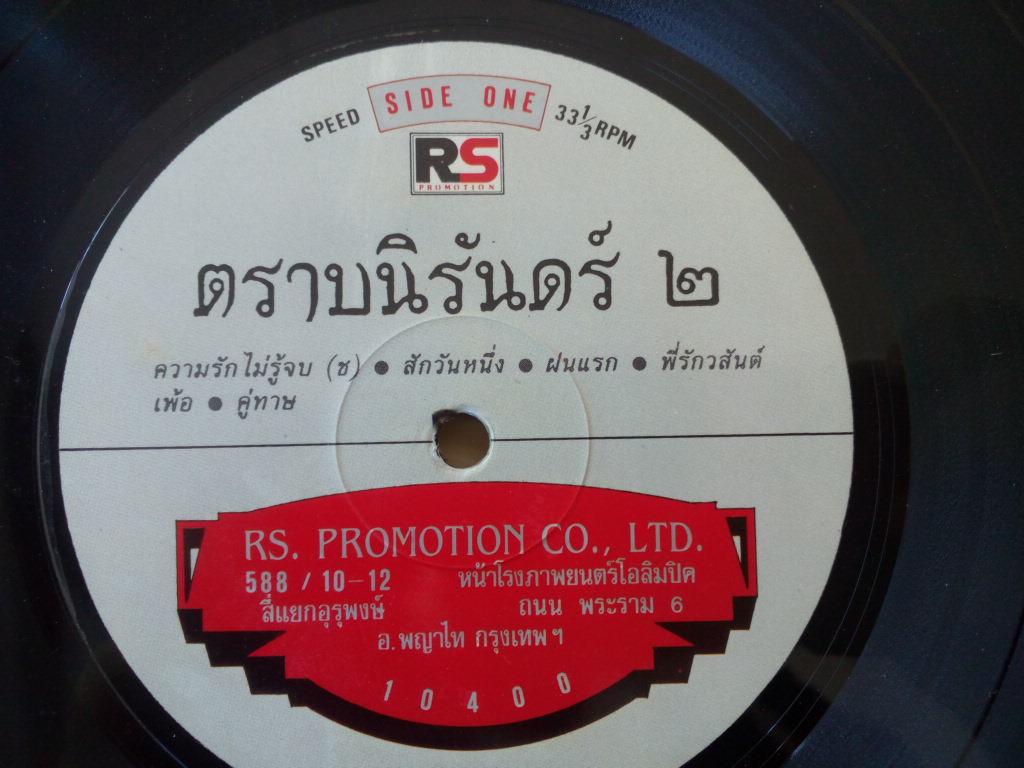 SIDE ONE
SPEED 33 1/3 RPM
RS
PROMOTION
ตราบนิรันดร์ ๒
ความรักไม่รู้จบ (ช) ● สักวันหนึ่ง ● ฝนแรก ● พี่รักวสันต์
เพ้อ ● คู่ทาษ
RS. PROMOTION CO., LTD.
588 / 10-12 หน้าโรงภาพยนตร์โอลิมปิค
สี่แยกอุรุพงษ์ ถนน พระราม 6
อ.พญาไท กรุงเทพฯ
10400